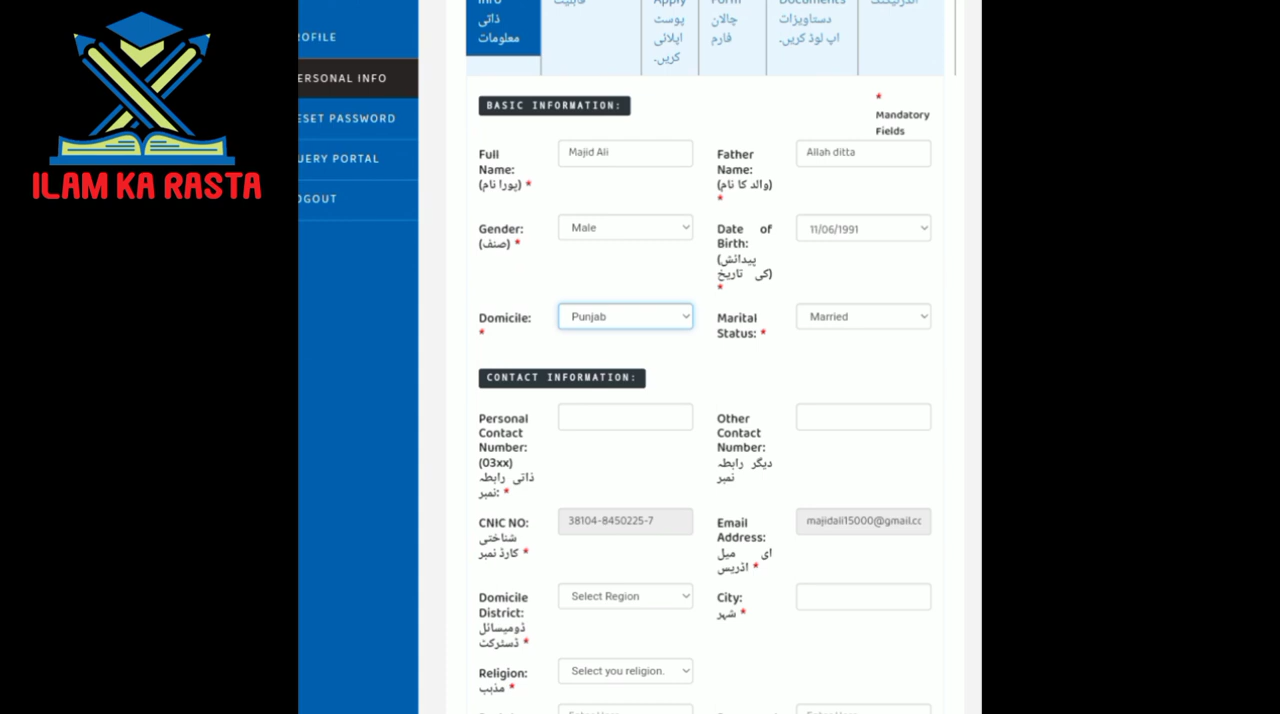 Info
ذاتی
معلومات
قابلیت
Apply
پوسٹ
اپلائی
کریں۔
Form
چالان
فارم
Documents
دستاویزات
اپ لوڈ کریں۔
انڈرٹیکنگ
ILAM KA RASTA
ROFILE
ERSONAL INFO
ESET PASSWORD
UERY PORTAL
OGOUT
BASIC INFORMATION:
* Mandatory
Fields
Full
Name:
(پورا نام) *
Majid Ali
Father
Name:
(والد کا نام)
*
Allah ditta
Gender:
(صنف) *
Male
Date of
Birth:
(پیدائش
کی تاریخ)
*
11/06/1991
Domicile:
*
Punjab
Marital
Status: *
Married
CONTACT INFORMATION:
Personal
Contact
Number:
(03xx)
ذاتی رابطہ
نمبر: *
Other
Contact
Number:
دیگر رابطہ
نمبر
CNIC NO:
شناختی
کارڈ نمبر *
38104-8450225-7
Email
Address:
ای میل
اڈریس *
majidali15000@gmail.cc
Domicile
District:
ڈومیسائل
ڈسٹرکٹ *
Select Region
City:
شہر *
Religion:
مذہب *
Select you religion.